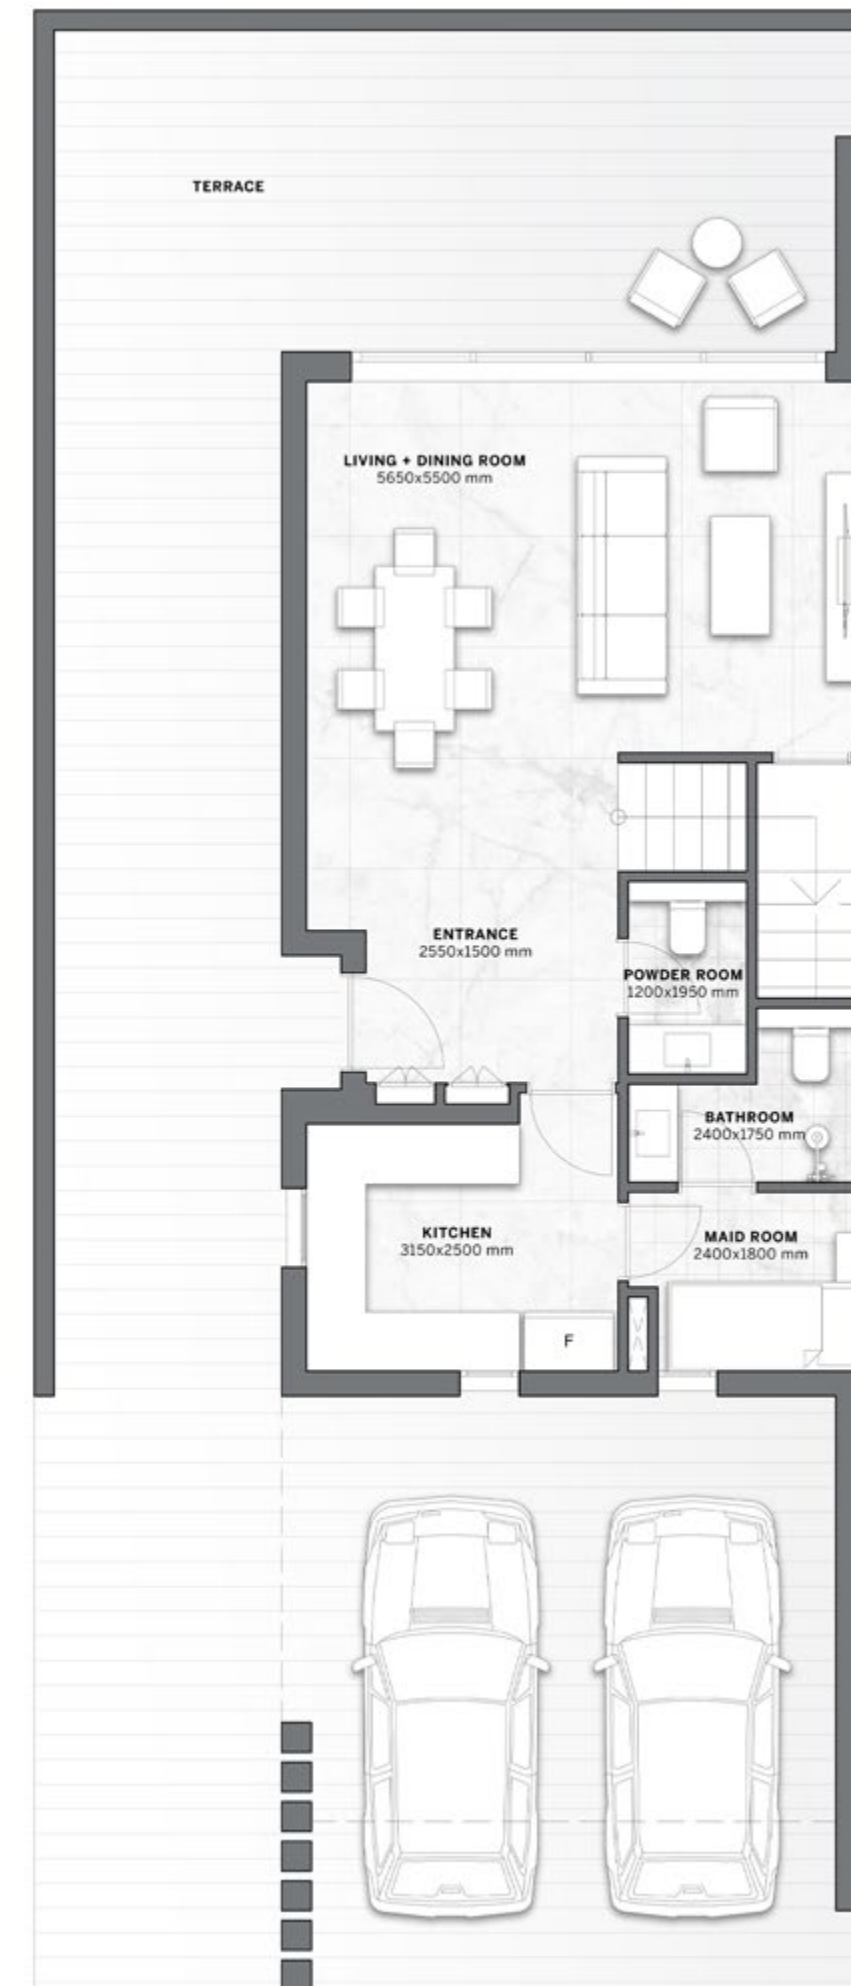 TERRACE
LIVING + DINING ROOM
5650x5500 mm
ENTRANCE
2550x1500 mm
POWDER ROOM
1200x1950 mm
BATHROOM
2400x1750 mm
KITCHEN
3150x2500 mm
MAID ROOM
2400x1800 mm
F